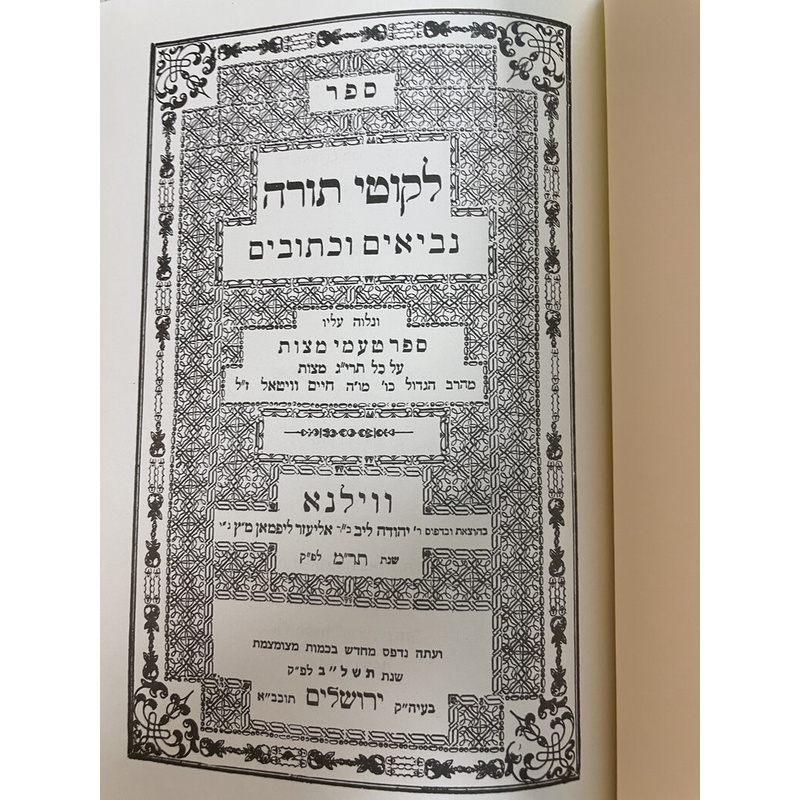 ספר
לקוטי תורה
נביאים וכתובים
ונלוה עליו
ספר טעמי מצות
על כל תרי"ג מצות
מהרב הגדול כו' מו"ה חיים וויטאל ז"ל
ווילנא
בהוצאת ובדפוס ר' יהודה ליב ב"ר אליעזר ליפמאן מ"ץ נ"י
שנת תר"מ לפ"ק
ועתה נדפס מחדש בכמות מצומצמת
שנת תשל"ב לפ"ק
בעיה"ק ירושלים תובב"א